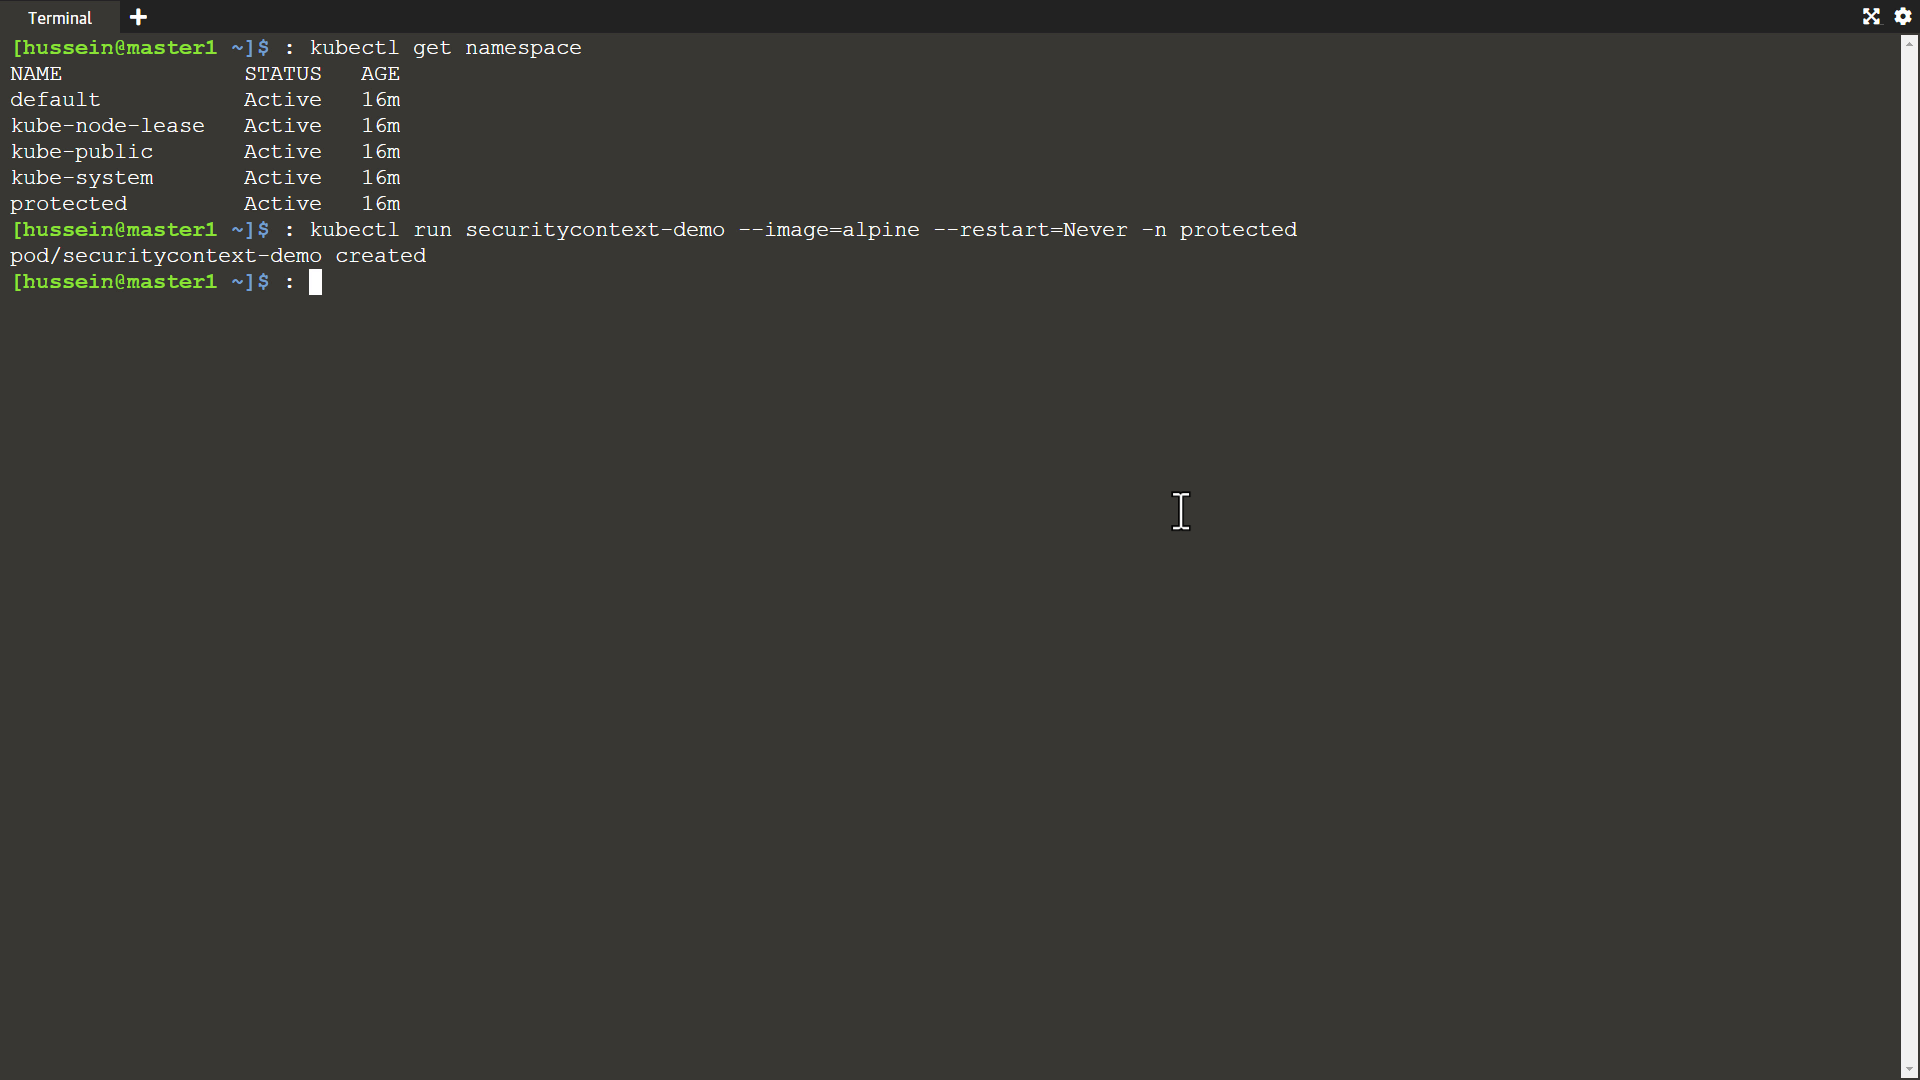 Terminal
[hussein@master1 ~]$ : kubectl get namespace
NAME              STATUS   AGE
default           Active   16m
kube-node-lease   Active   16m
kube-public       Active   16m
kube-system       Active   16m
protected         Active   16m
[hussein@master1 ~]$ : kubectl run securitycontext-demo --image=alpine --restart=Never -n protected
pod/securitycontext-demo created
[hussein@master1 ~]$ :